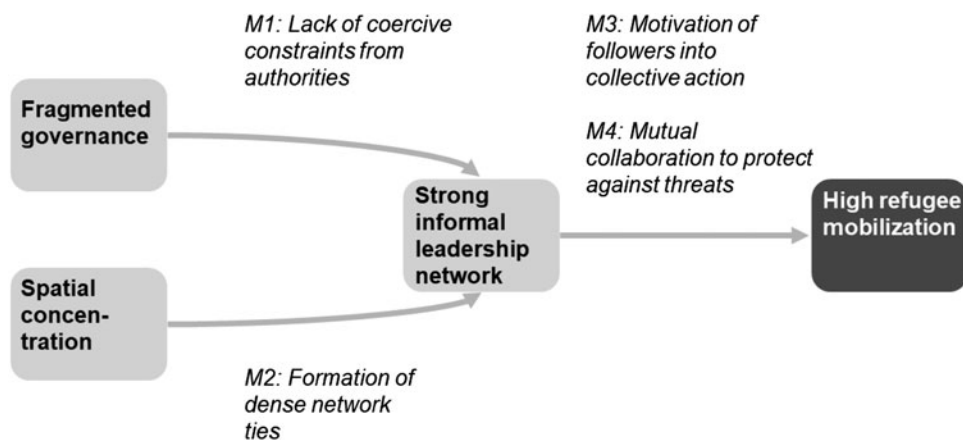 M1: Lack of coercive
constraints from
authorities
M3: Motivation of
followers into
collective action
Fragmented
governance
M4: Mutual
collaboration to protect
against threats
Strong
informal
leadership
network
High refugee
mobilization
Spatial
concen-
tration
M2: Formation of
dense network
ties